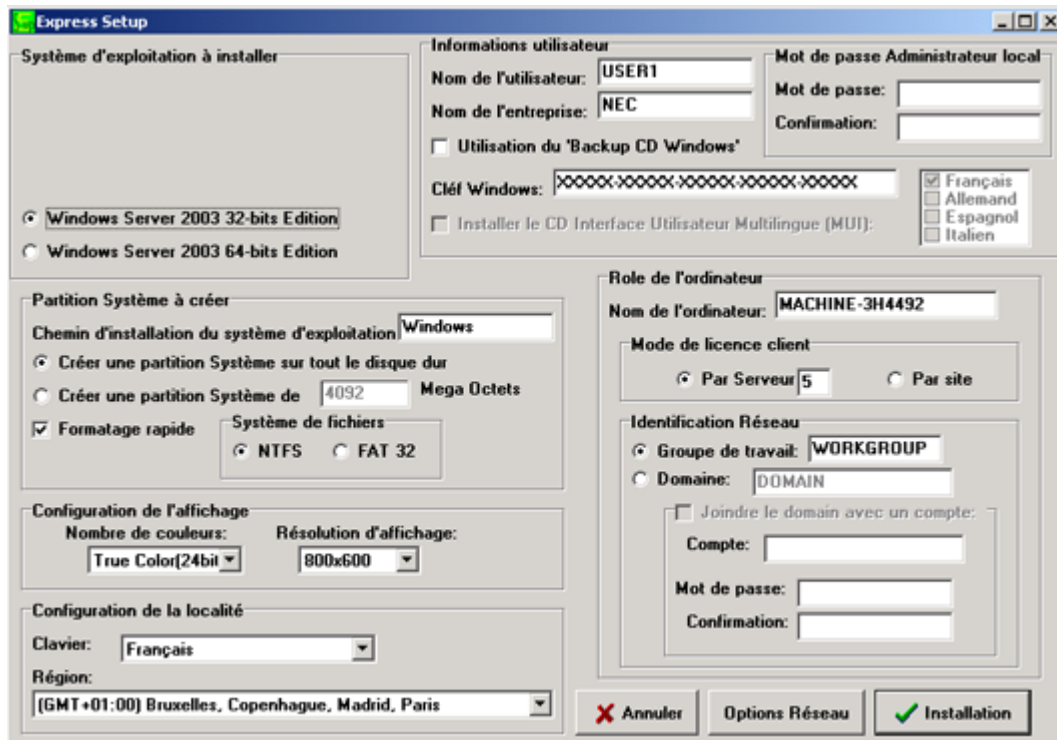 Express Setup
Système d'exploitation à installer
Windows Server 2003 32-bits Edition
Windows Server 2003 64-bits Edition
Informations utilisateur
Nom de l'utilisateur: USER1
Nom de l'entreprise: NEC
Utilisation du 'Backup CD Windows'
Mot de passe Administrateur local
Mot de passe:
Confirmation:
Cléf Windows: XXXXX-XXXXX-XXXXX-XXXXX-XXXXX
Installer le CD Interface Utilisateur Multilingue (MUI):
Français
Allemand
Espagnol
Italien
Partition Système à créer
Chemin d'installation du système d'exploitation Windows
Créer une partition Système sur tout le disque dur
Créer une partition Système de 4092 Mega Octets
Formatage rapide
Système de fichiers
NTFS FAT 32
Configuration de l'affichage
Nombre de couleurs: Résolution d'affichage:
True Color(24bit 800x600
Configuration de la localité
Clavier: Français
Région:
(GMT+01:00) Bruxelles, Copenhague, Madrid, Paris
Role de l'ordinateur
Nom de l'ordinateur: MACHINE-3H4492
Mode de licence client
Par Serveur 5 Par site
Identification Réseau
Groupe de travail: WORKGROUP
Domaine: DOMAIN
Joindre le domain avec un compte:
Compte:
Mot de passe:
Confirmation:
Annuler Options Réseau Installation